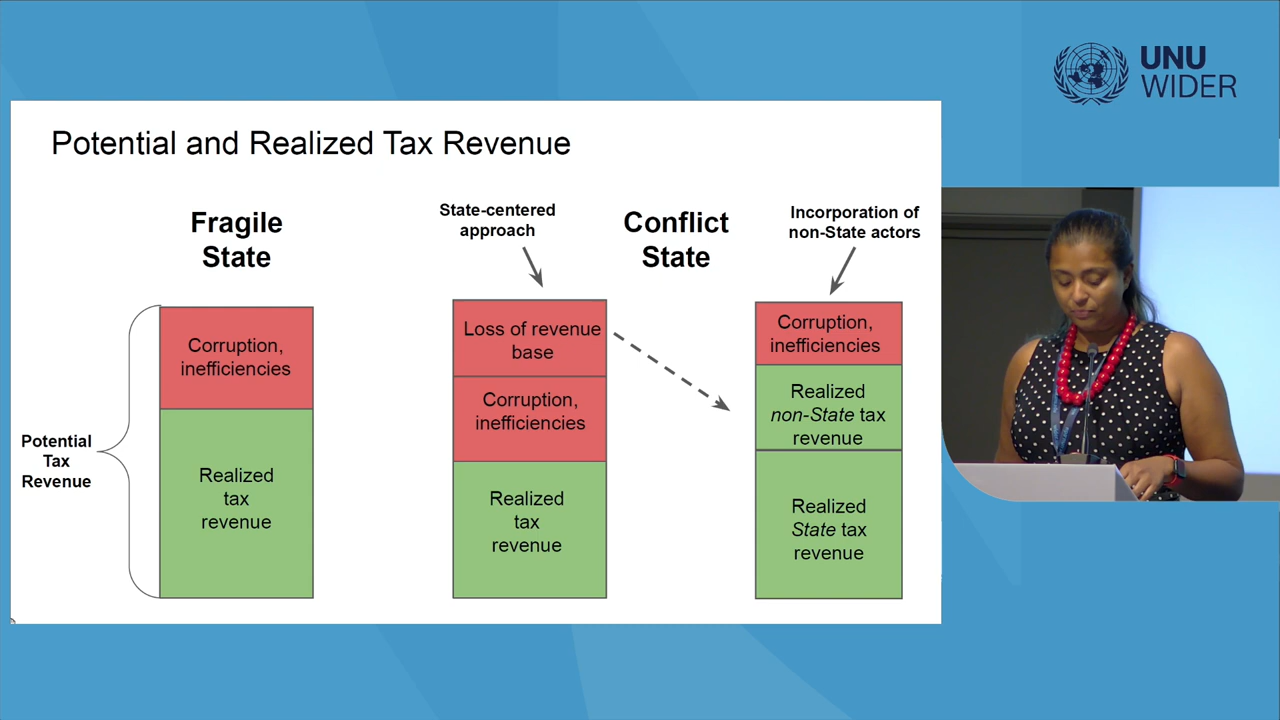 UNU
WIDER
Potential and Realized Tax Revenue
Fragile
State
State-centered
approach
Conflict
State
Incorporation of
non-State actors
Potential
Tax
Revenue
Corruption,
inefficiencies
Realized
tax
revenue
Loss of revenue
base
Corruption,
inefficiencies
Realized
tax
revenue
Corruption,
inefficiencies
Realized
non-State tax
revenue
Realized
State tax
revenue